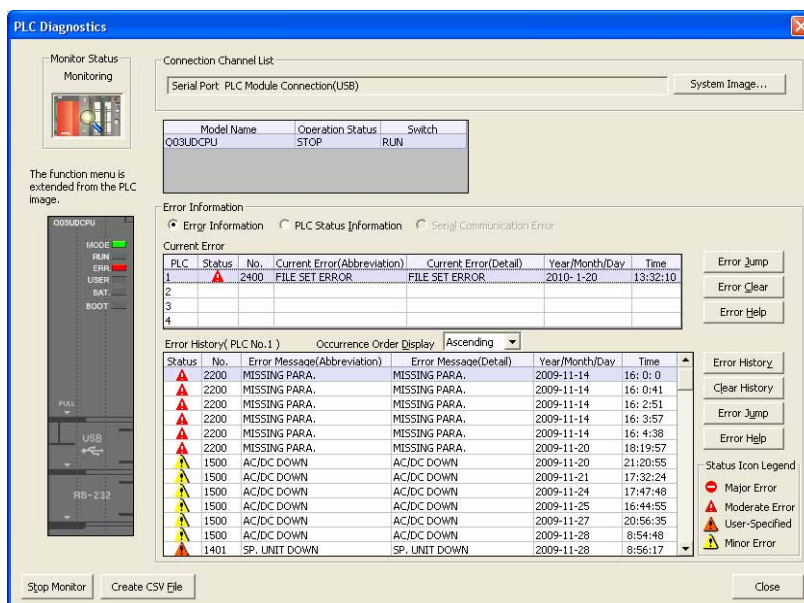 PLC Diagnostics
Monitor Status
Monitoring
Connection Channel List
Serial Port PLC Module Connection(USB)
System Image...
Model Name Operation Status Switch
Q03UDCPU STOP RUN
The function menu is
extended from the PLC
image.
Q03UDCPU
MODE
RUN
ERR.
USER
BAT.
BOOT
PULL
USB
RS-232
Error Information
Error Information PLC Status Information Serial Communication Error
Current Error
PLC Status No. Current Error(Abbreviation) Current Error(Detail) Year/Month/Day Time
1 2400 FILE SET ERROR FILE SET ERROR 2010- 1-20 13:32:10
2
3
4
Error Jump
Error Clear
Error Help
Error History( PLC No.1 ) Occurrence Order Display Ascending
Status No. Error Message(Abbreviation) Error Message(Detail) Year/Month/Day Time
2200 MISSING PARA. MISSING PARA. 2009-11-14 16: 0: 0
2200 MISSING PARA. MISSING PARA. 2009-11-14 16: 0:41
2200 MISSING PARA. MISSING PARA. 2009-11-14 16: 2:51
2200 MISSING PARA. MISSING PARA. 2009-11-14 16: 3:57
2200 MISSING PARA. MISSING PARA. 2009-11-14 16: 4:38
2200 MISSING PARA. MISSING PARA. 2009-11-20 18:19:57
1500 AC/DC DOWN AC/DC DOWN 2009-11-20 21:20:55
1500 AC/DC DOWN AC/DC DOWN 2009-11-21 17:32:24
1500 AC/DC DOWN AC/DC DOWN 2009-11-24 17:47:48
1500 AC/DC DOWN AC/DC DOWN 2009-11-25 16:44:55
1500 AC/DC DOWN AC/DC DOWN 2009-11-27 20:56:35
1500 AC/DC DOWN AC/DC DOWN 2009-11-28 8:54:48
1401 SP. UNIT DOWN SP. UNIT DOWN 2009-11-28 8:56:17
Error History
Clear History
Error Jump
Error Help
Status Icon Legend
Major Error
Moderate Error
User-Specified
Minor Error
Stop Monitor
Create CSV File
Close